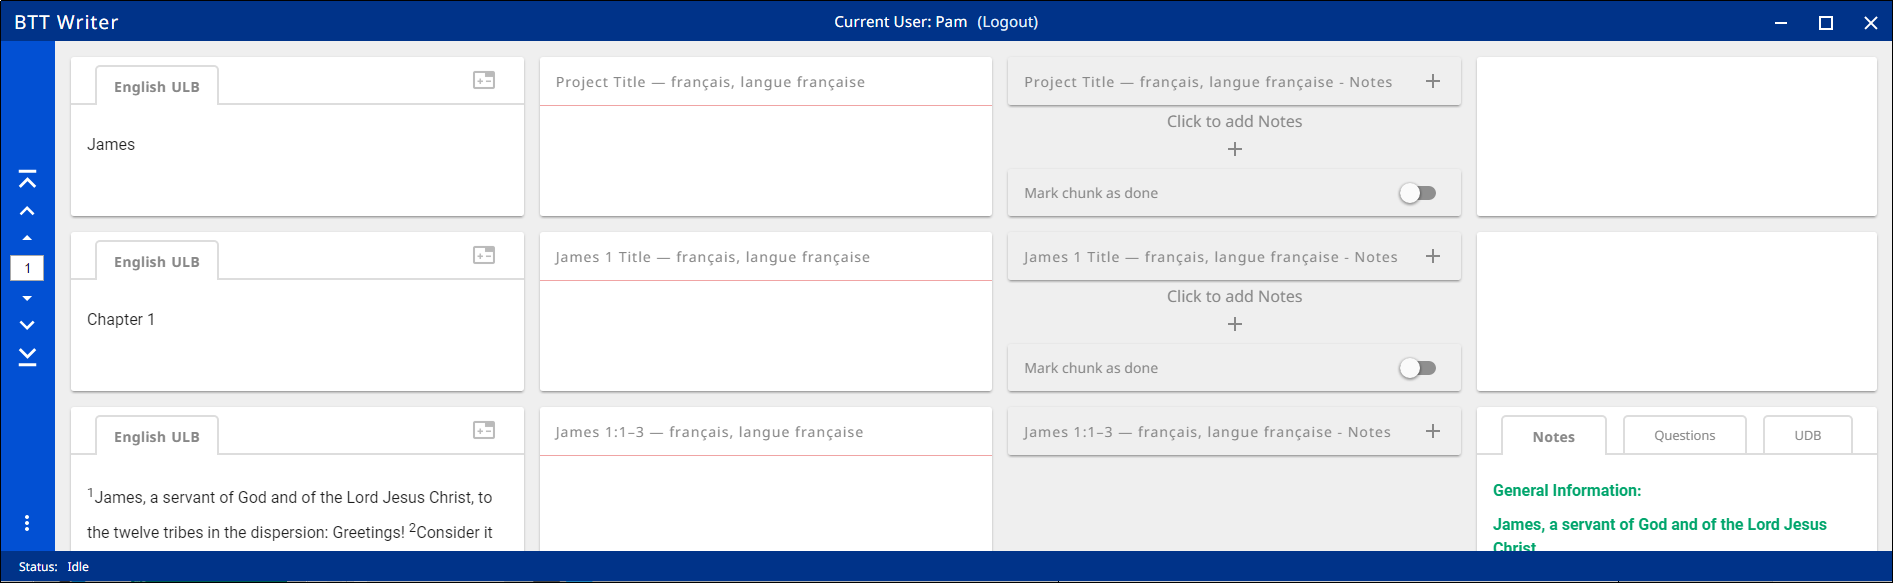 BTT Writer
Current User: Pam (Logout)
English ULB
James
Project Title — français, langue française
Project Title — français, langue française - Notes
Click to add Notes
Mark chunk as done
English ULB
Chapter 1
James 1 Title — français, langue française
James 1 Title — français, langue française - Notes
Click to add Notes
Mark chunk as done
1
English ULB
1James, a servant of God and of the Lord Jesus Christ, to
the twelve tribes in the dispersion: Greetings! 2Consider it
James 1:1–3 — français, langue française
James 1:1–3 — français, langue française - Notes
Notes
Questions
UDB
General Information:
James, a servant of God and of the Lord Jesus
Christ
Status: Idle